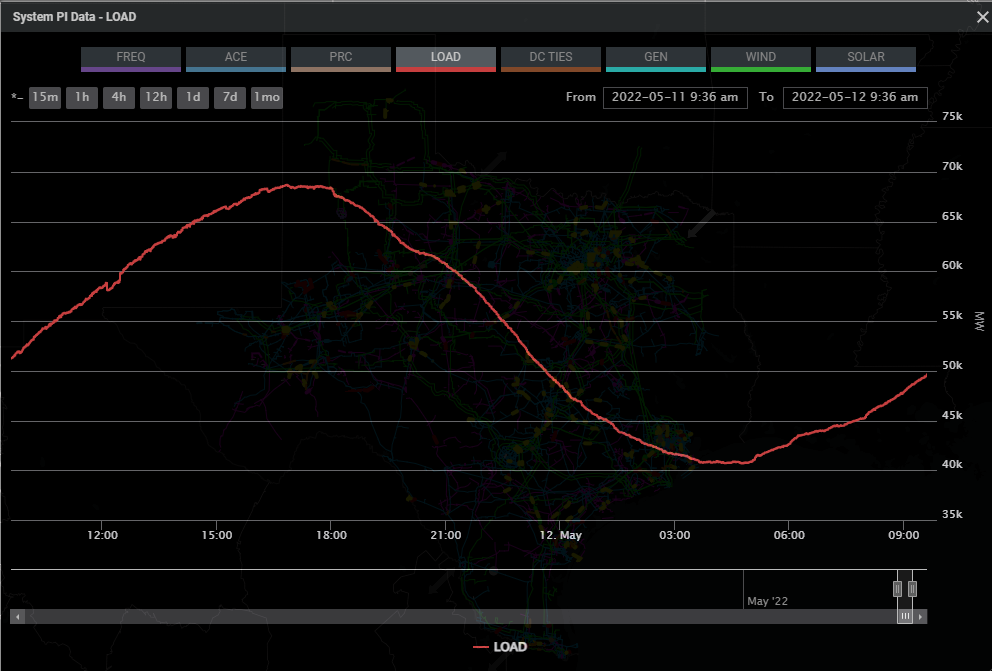 System PI Data - LOAD
FREQ ACE PRC LOAD DC TIES GEN WIND SOLAR
*- 15m 1h 4h 12h 1d 7d 1mo From 2022-05-11 9:36 am To 2022-05-12 9:36 am
75k
70k
65k
60k
55k
MW
50k
45k
40k
35k
12:00 15:00 18:00 21:00 12. May 03:00 06:00 09:00
May '22
LOAD